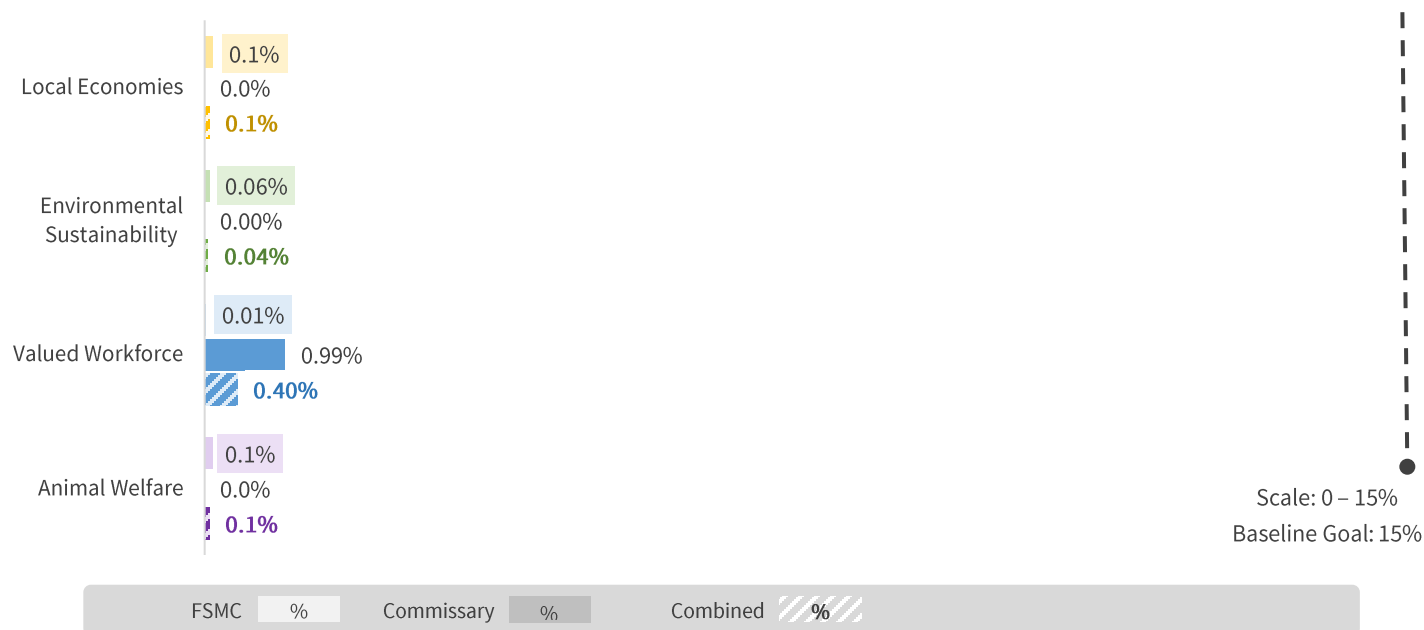 0.1%
Local Economies
0.0%
0.1%
0.06%
Environmental
Sustainability
0.00%
0.04%
0.01%
Valued Workforce
0.99%
0.40%
0.1%
Animal Welfare
0.0%
0.1%
Scale: 0 – 15%
Baseline Goal: 15%
FSMC % Commissary % Combined %